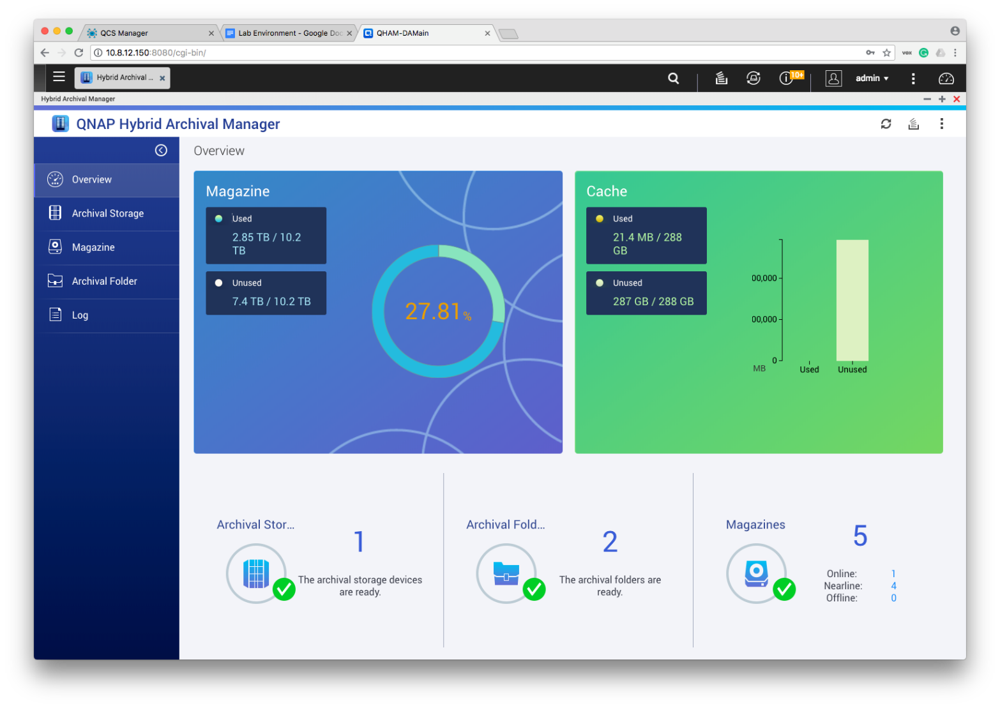 QCS Manager
Lab Environment - Google Doc
QHAM-DAMain
10.8.12.150:8080/cgi-bin/
vox
Hybrid Archival ...
10+
admin
Hybrid Archival Manager
QNAP Hybrid Archival Manager
Overview
Overview
Archival Storage
Magazine
Archival Folder
Log
Magazine
Used
2.85 TB / 10.2
TB
Unused
7.4 TB / 10.2 TB
27.81%
Cache
Used
21.4 MB / 288
GB
Unused
287 GB / 288 GB
00,000
00,000
0
MB
Used
Unused
Archival Stor...
1
The archival storage devices
are ready.
Archival Fold...
2
The archival folders are
ready.
Magazines
5
Online: 1
Nearline: 4
Offline: 0